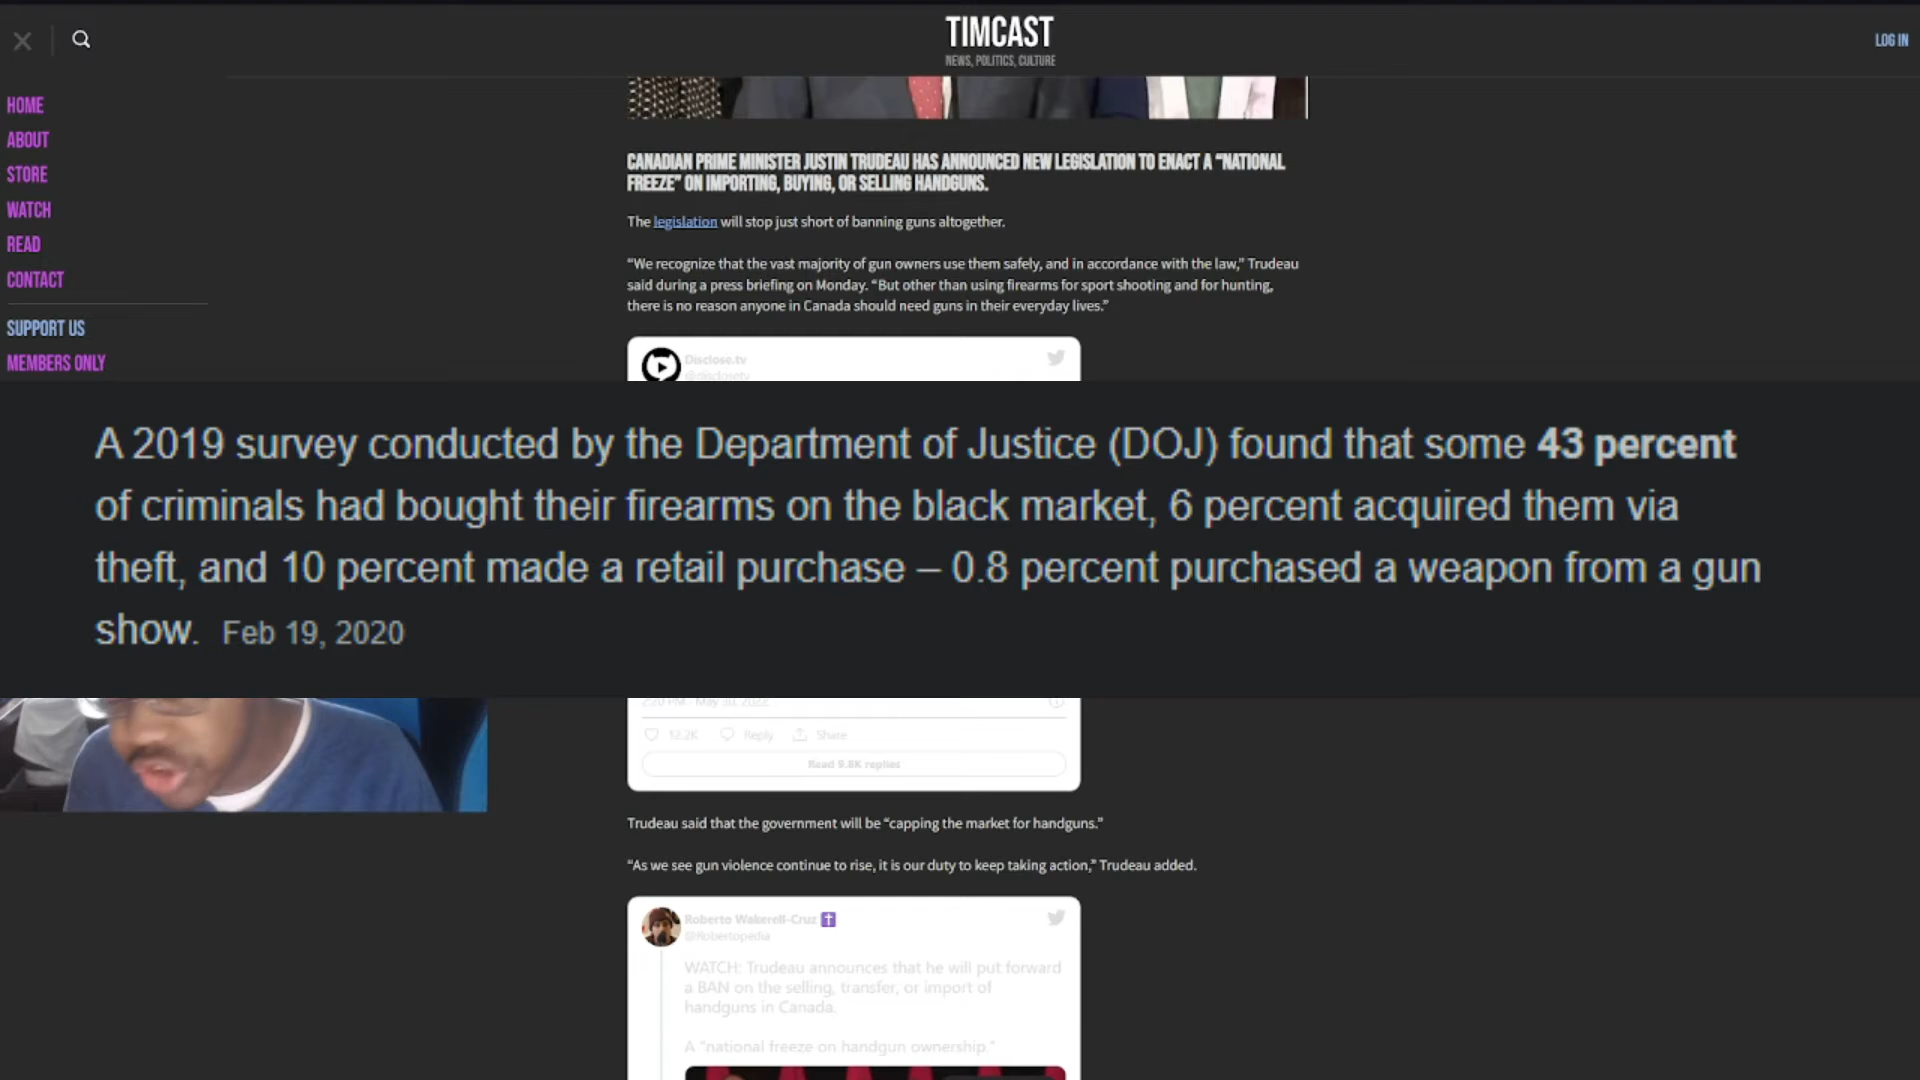 TIMCAST
NEWS, POLITICS, CULTURE
LOG IN
HOME
ABOUT
STORE
WATCH
READ
CONTACT
SUPPORT US
MEMBERS ONLY
CANADIAN PRIME MINISTER JUSTIN TRUDEAU HAS ANNOUNCED NEW LEGISLATION TO ENACT A “NATIONAL
FREEZE” ON IMPORTING, BUYING, OR SELLING HANDGUNS.
The legislation will stop just short of banning guns altogether.
“We recognize that the vast majority of gun owners use them safely, and in accordance with the law,” Trudeau
said during a press briefing on Monday. “But other than using firearms for sport shooting and for hunting,
there is no reason anyone in Canada should need guns in their everyday lives.”
Disclose.tv
@disclosetv
A 2019 survey conducted by the Department of Justice (DOJ) found that some 43 percent
of criminals had bought their firearms on the black market, 6 percent acquired them via
theft, and 10 percent made a retail purchase – 0.8 percent purchased a weapon from a gun
show. Feb 19, 2020
2:20 PM · May 30, 2022
12.2K Reply Share
Read 9.8K replies
Trudeau said that the government will be “capping the market for handguns.”
“As we see gun violence continue to rise, it is our duty to keep taking action,” Trudeau added.
Roberto Wakerell-Cruz
@Robertopedia
WATCH: Trudeau announces that he will put forward
a BAN on the selling, transfer, or import of
handguns in Canada.
A "national freeze on handgun ownership."